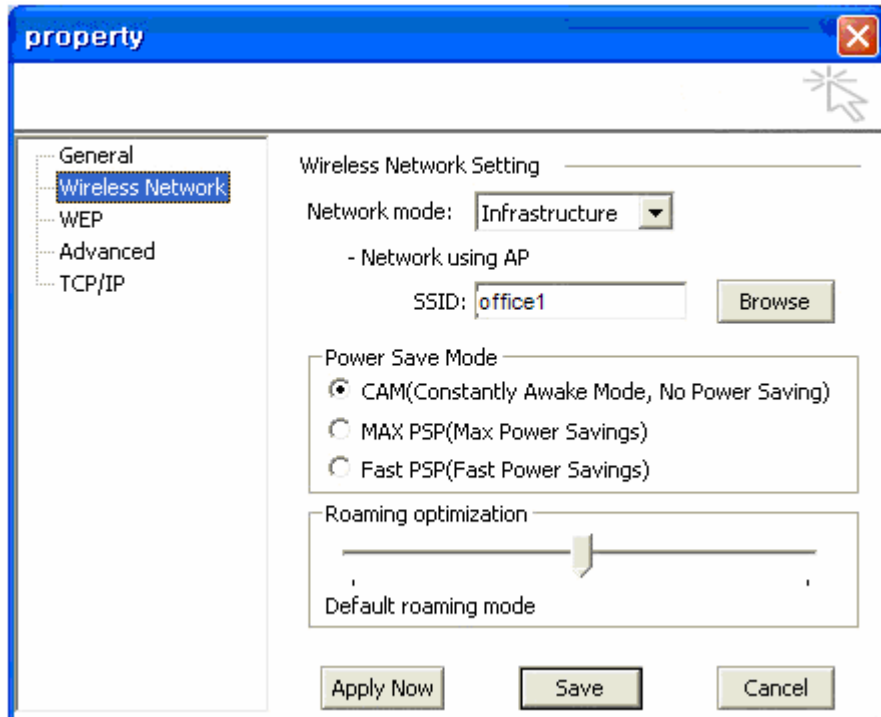 property
General
Wireless Network
WEP
Advanced
TCP/IP
Wireless Network Setting
Network mode: Infrastructure
- Network using AP
SSID: office1 Browse
Power Save Mode
CAM(Constantly Awake Mode, No Power Saving)
MAX PSP(Max Power Savings)
Fast PSP(Fast Power Savings)
Roaming optimization
Default roaming mode
Apply Now Save Cancel